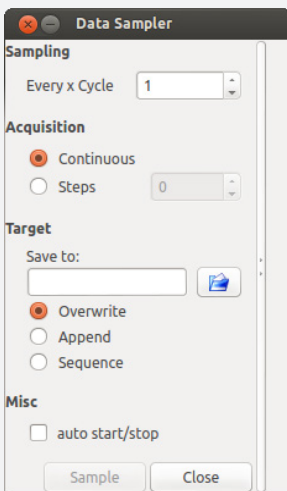 Data Sampler
Sampling
Every x Cycle 1
Acquisition
Continuous
Steps 0
Target
Save to:
Overwrite
Append
Sequence
Misc
auto start/stop
Sample Close